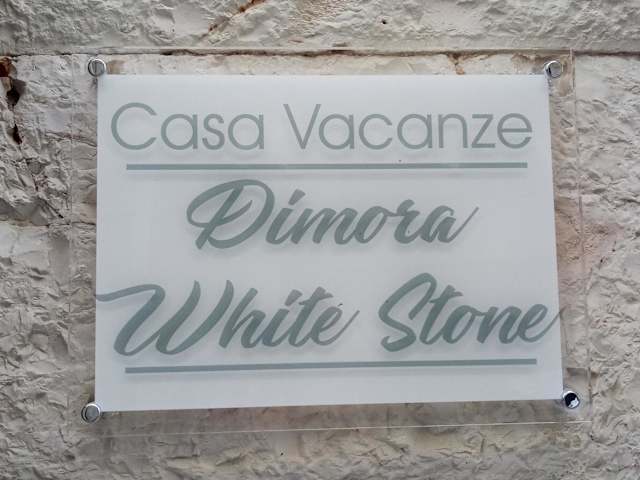 Casa Vacanze
Dimora
White Stone